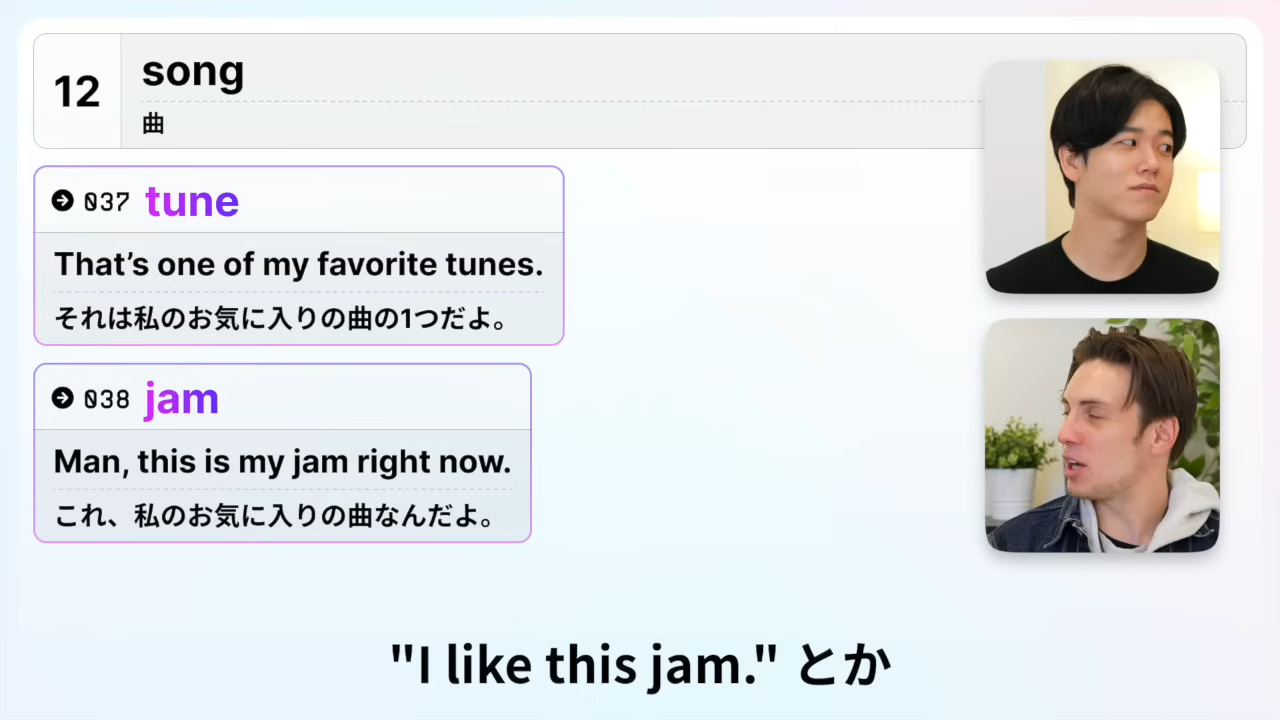 12
song
曲
037 tune
That’s one of my favorite tunes.
それは私のお気に入りの曲の1つだよ。
038 jam
Man, this is my jam right now.
これ、私のお気に入りの曲なんだよ。
"I like this jam." とか